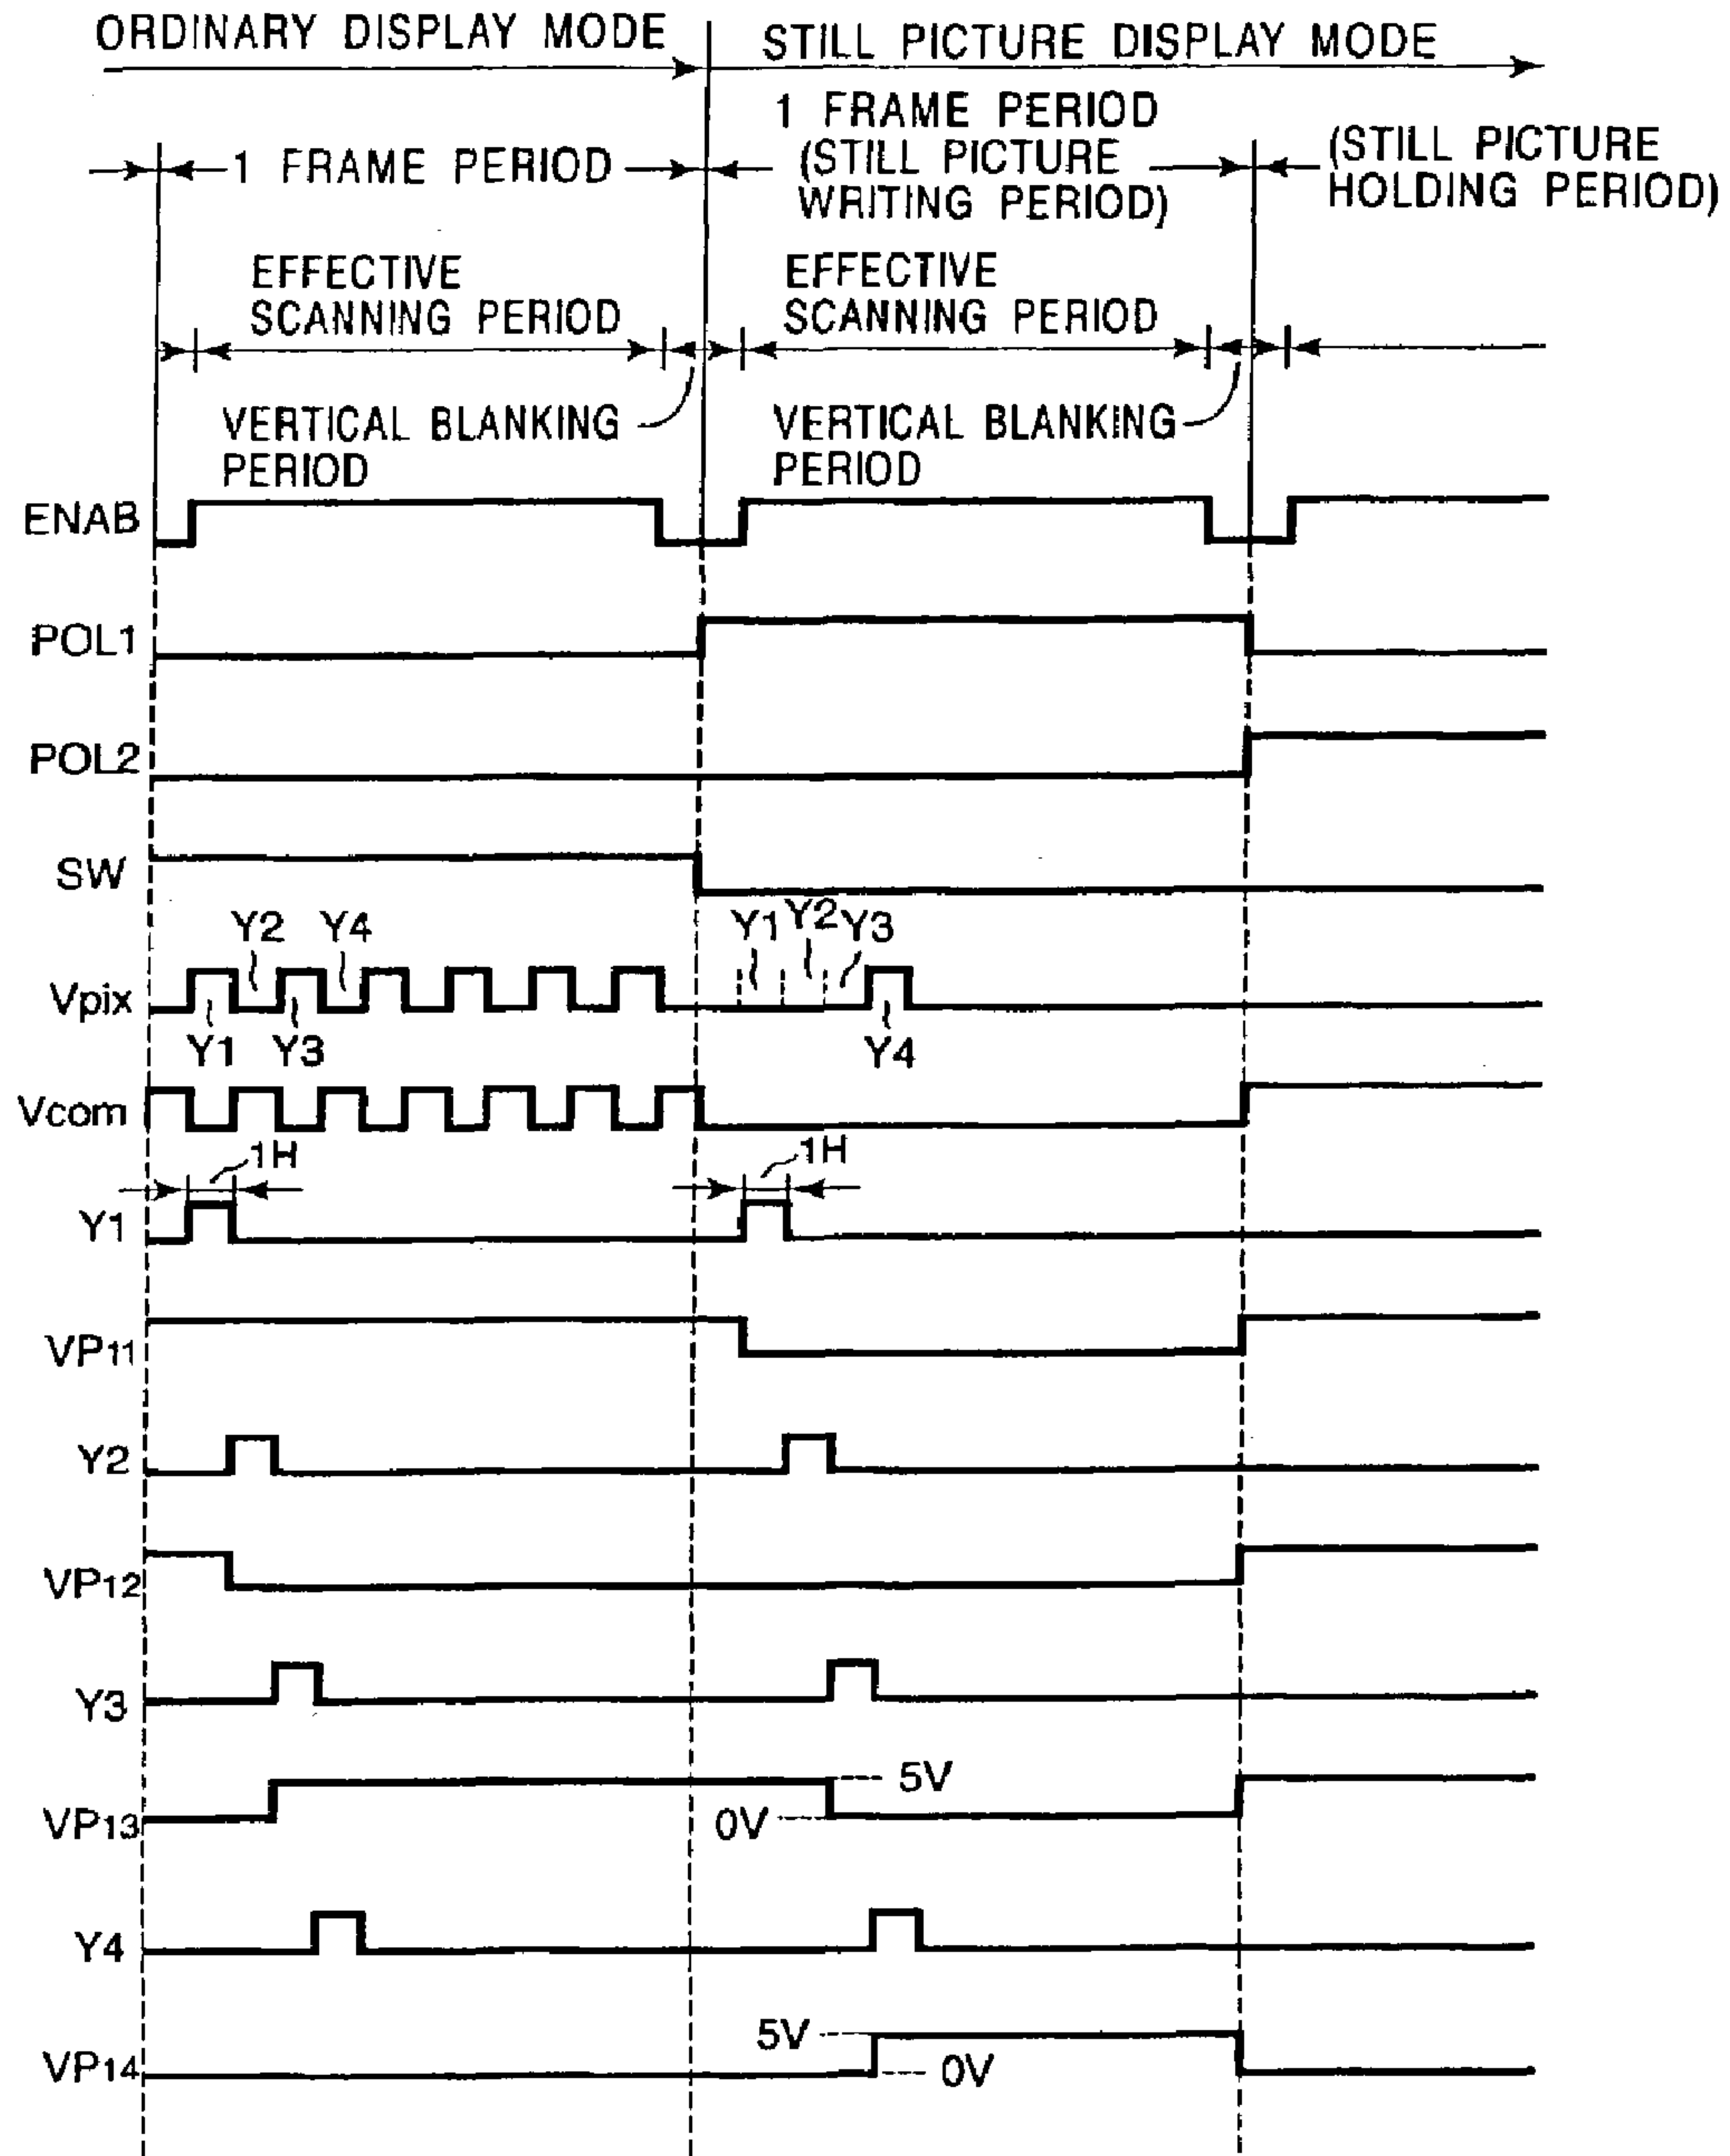 ORDINARY DISPLAY MODE
STILL PICTURE DISPLAY MODE
1 FRAME PERIOD
1 FRAME PERIOD
(STILL PICTURE
WRITING PERIOD)
(STILL PICTURE
HOLDING PERIOD)
EFFECTIVE
SCANNING PERIOD
EFFECTIVE
SCANNING PERIOD
VERTICAL BLANKING
PERIOD
VERTICAL BLANKING
PERIOD
ENAB
POL1
POL2
SW
Y2 Y4 Y1 Y2 Y3
Vpix
Y1 Y3 Y4
Vcom
1H 1H
Y1
VP11
Y2
VP12
Y3
VP13 5V
0V
Y4
VP14 5V
0V